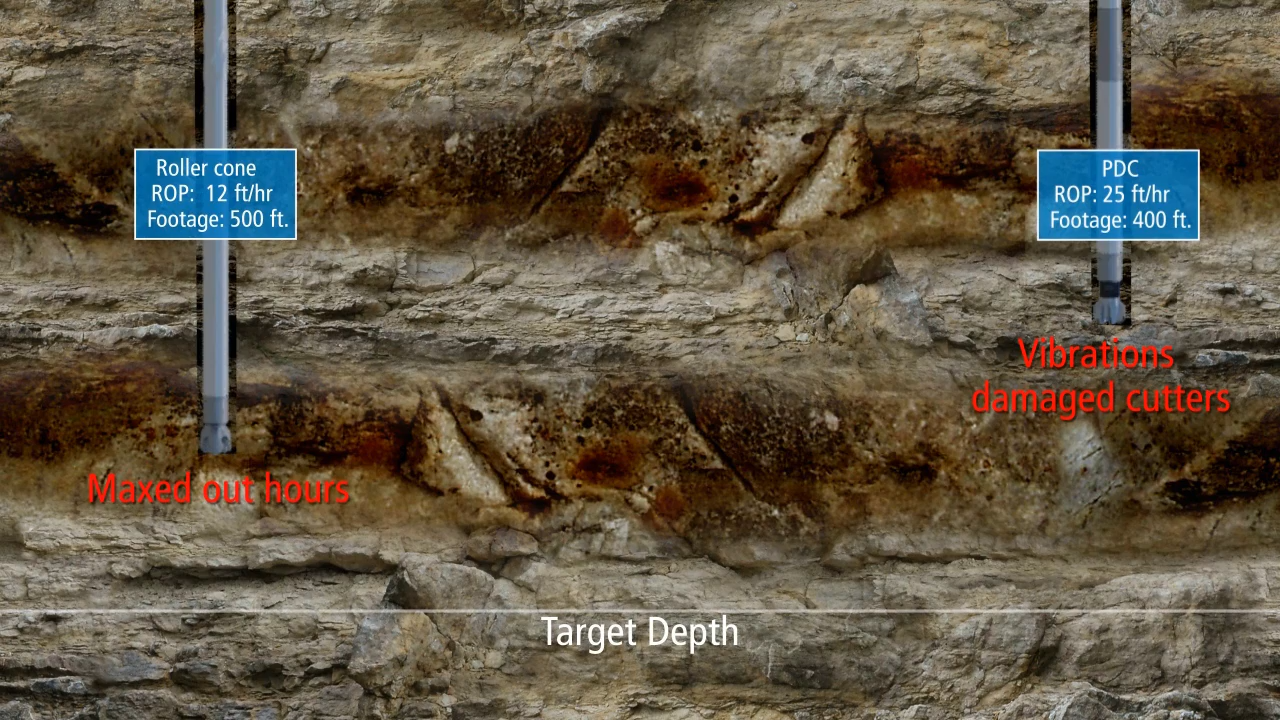 Roller cone
ROP: 12 ft/hr
Footage: 500 ft.
PDC
ROP: 25 ft/hr
Footage: 400 ft.
Vibrations
damaged cutters
Maxed out hours
Target Depth